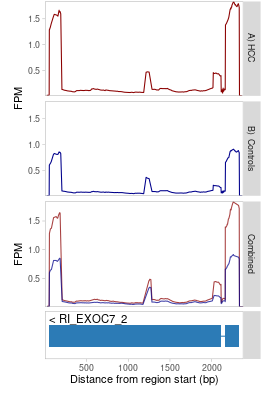 1.5
1.0
0.5
A) HCC
FPM
1.5
1.0
0.5
B) Controls
1.5
1.0
0.5
FPM
Combined
< RI_EXOC7_2
500 1000 1500 2000
Distance from region start (bp)